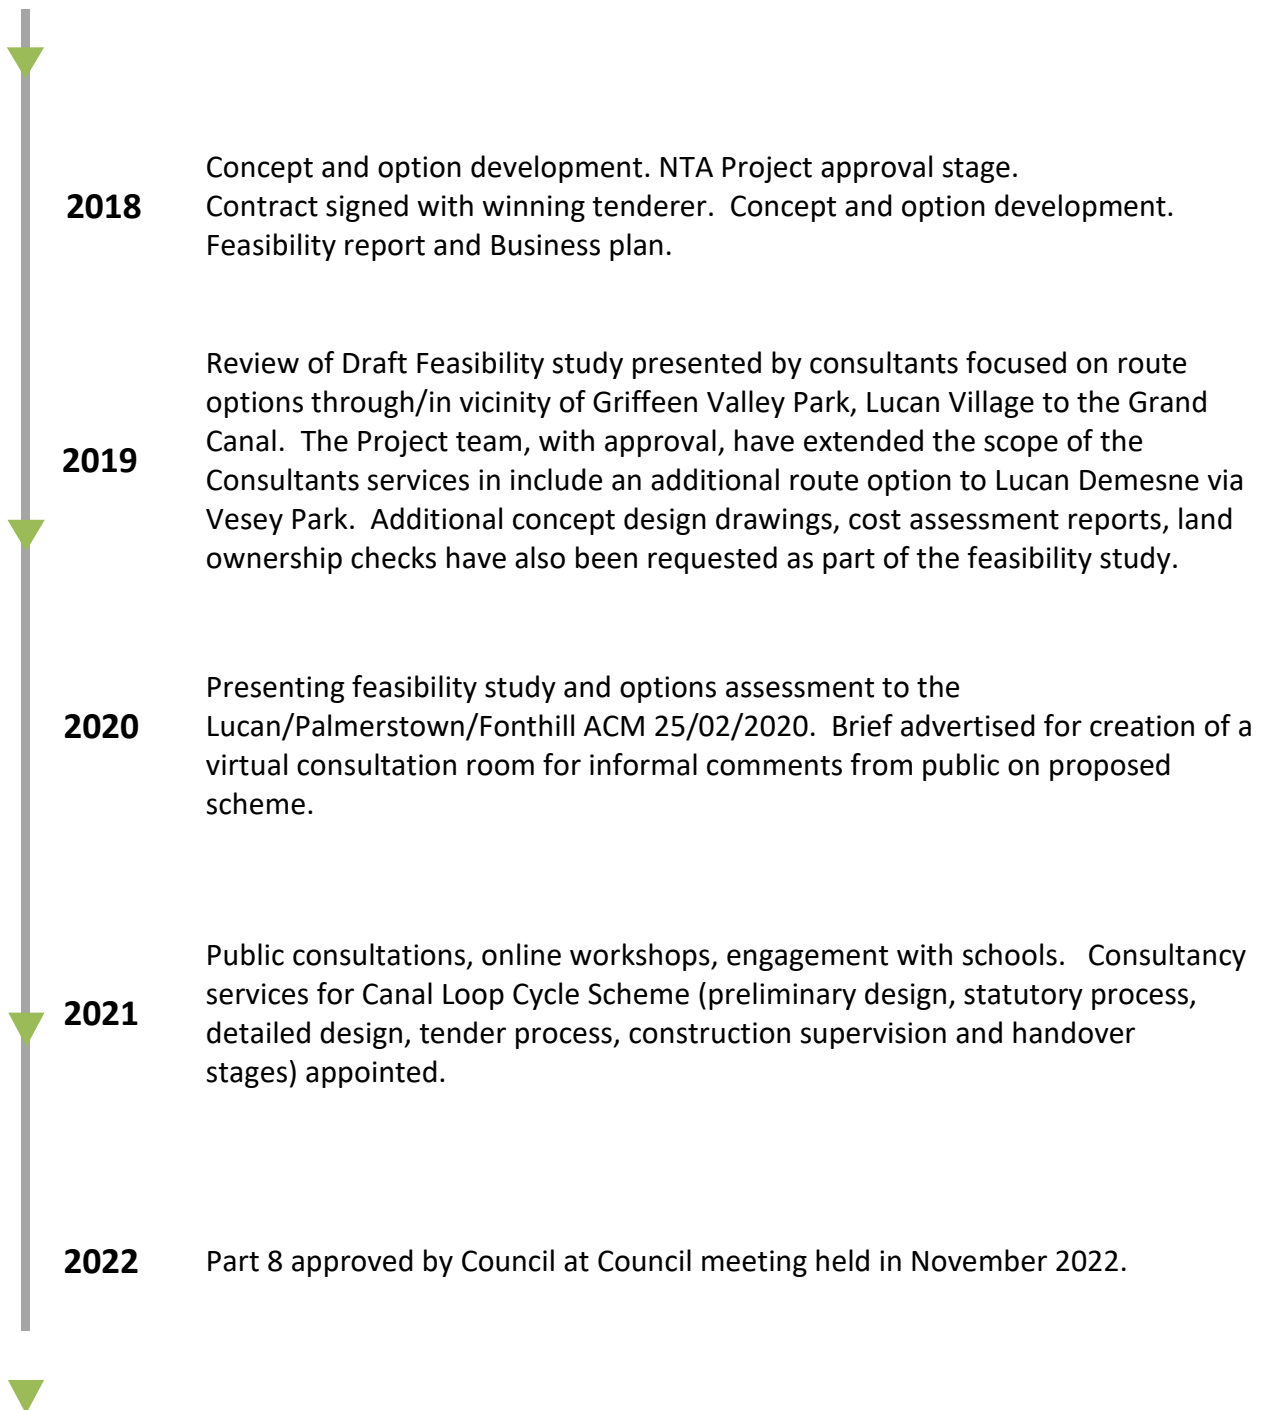 Concept and option development. NTA Project approval stage.
2018
Contract signed with winning tenderer.  Concept and option development.
Feasibility report and Business plan.
Review of Draft Feasibility study presented by consultants focused on route
options through/in vicinity of Griffeen Valley Park, Lucan Village to the Grand
Canal.  The Project team, with approval, have extended the scope of the
2019
Consultants services in include an additional route option to Lucan Demesne via
Vesey Park.  Additional concept design drawings, cost assessment reports, land
ownership checks have also been requested as part of the feasibility study.
Presenting feasibility study and options assessment to the
2020
Lucan/Palmerstown/Fonthill ACM 25/02/2020.  Brief advertised for creation of a
virtual consultation room for informal comments from public on proposed
scheme.
Public consultations, online workshops, engagement with schools.   Consultancy
services for Canal Loop Cycle Scheme (preliminary design, statutory process,
2021
detailed design, tender process, construction supervision and handover
stages) appointed.
2022
Part 8 approved by Council at Council meeting held in November 2022.